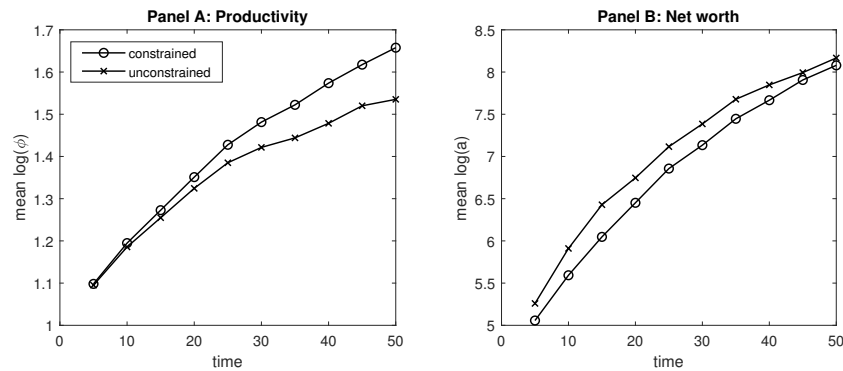 Panel A: Productivity
1.7
1.6
1.5
1.4
1.3
1.2
1.1
1
mean log(ϕ)
constrained
unconstrained
0 10 20 30 40 50
time
Panel B: Net worth
8.5
8
7.5
7
6.5
6
5.5
5
mean log(a)
0 10 20 30 40 50
time